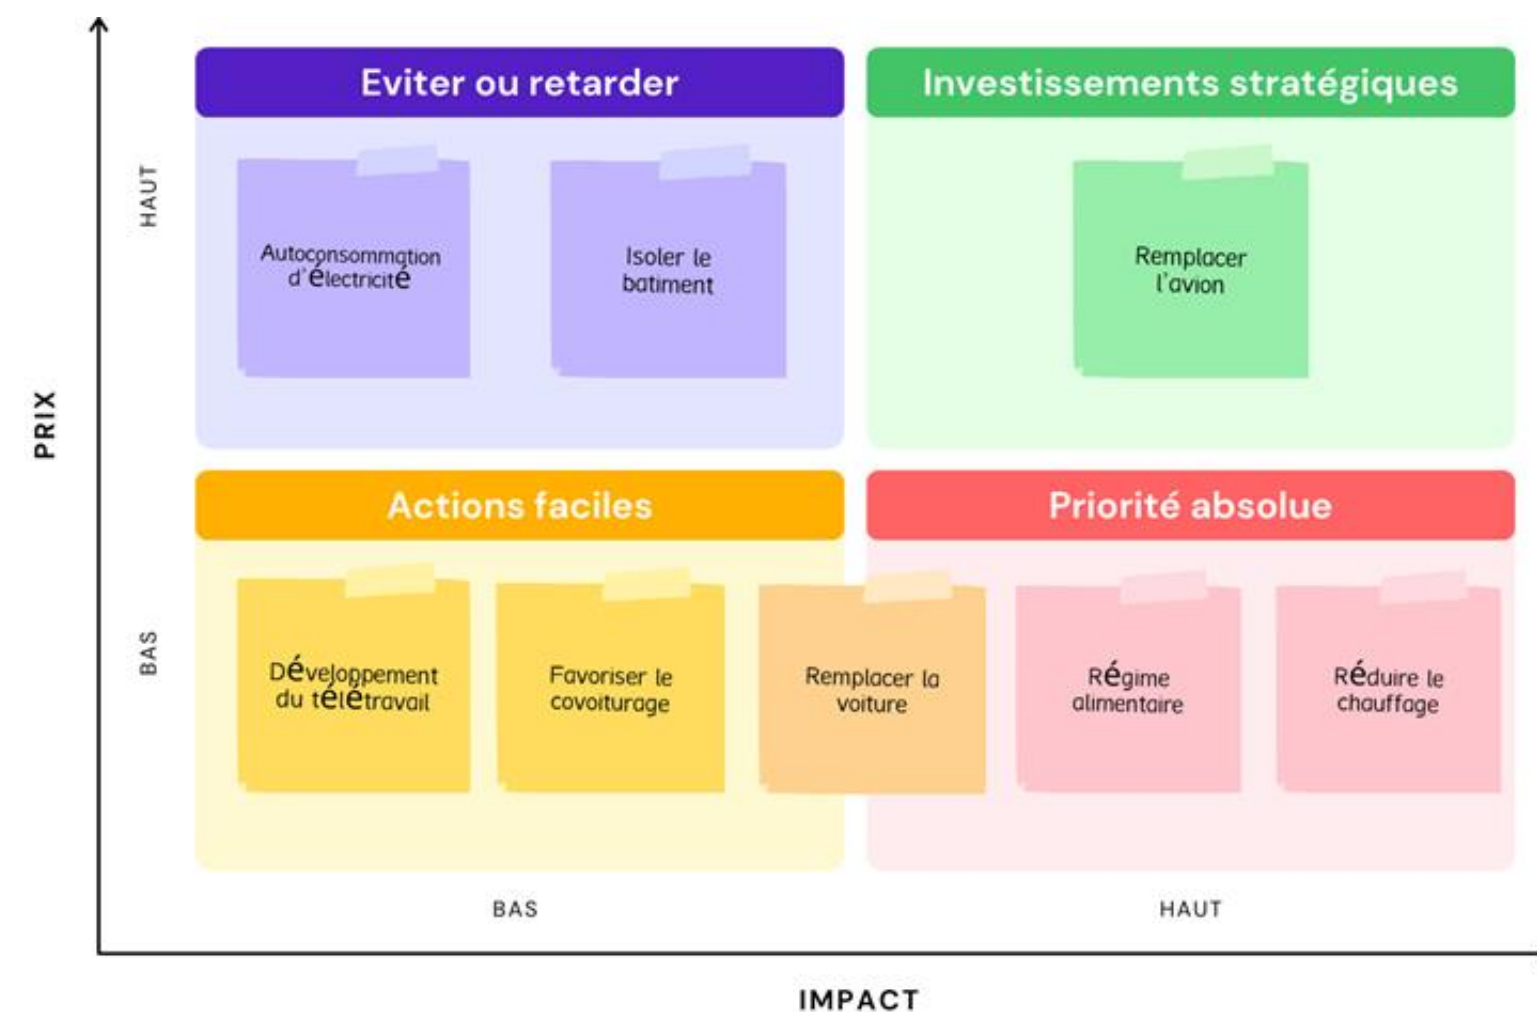 Eviter ou retarder
Investissements stratégiques
HAUT
Autoconsommation
d'électricité
Isoler le
batiment
Remplacer
l'avion
PRIX
Actions faciles
Priorité absolue
BAS
Développement
du télétravail
Favoriser le
covoiturage
Remplacer la
voiture
Régime
alimentaire
Réduire le
chauffage
BAS
HAUT
IMPACT